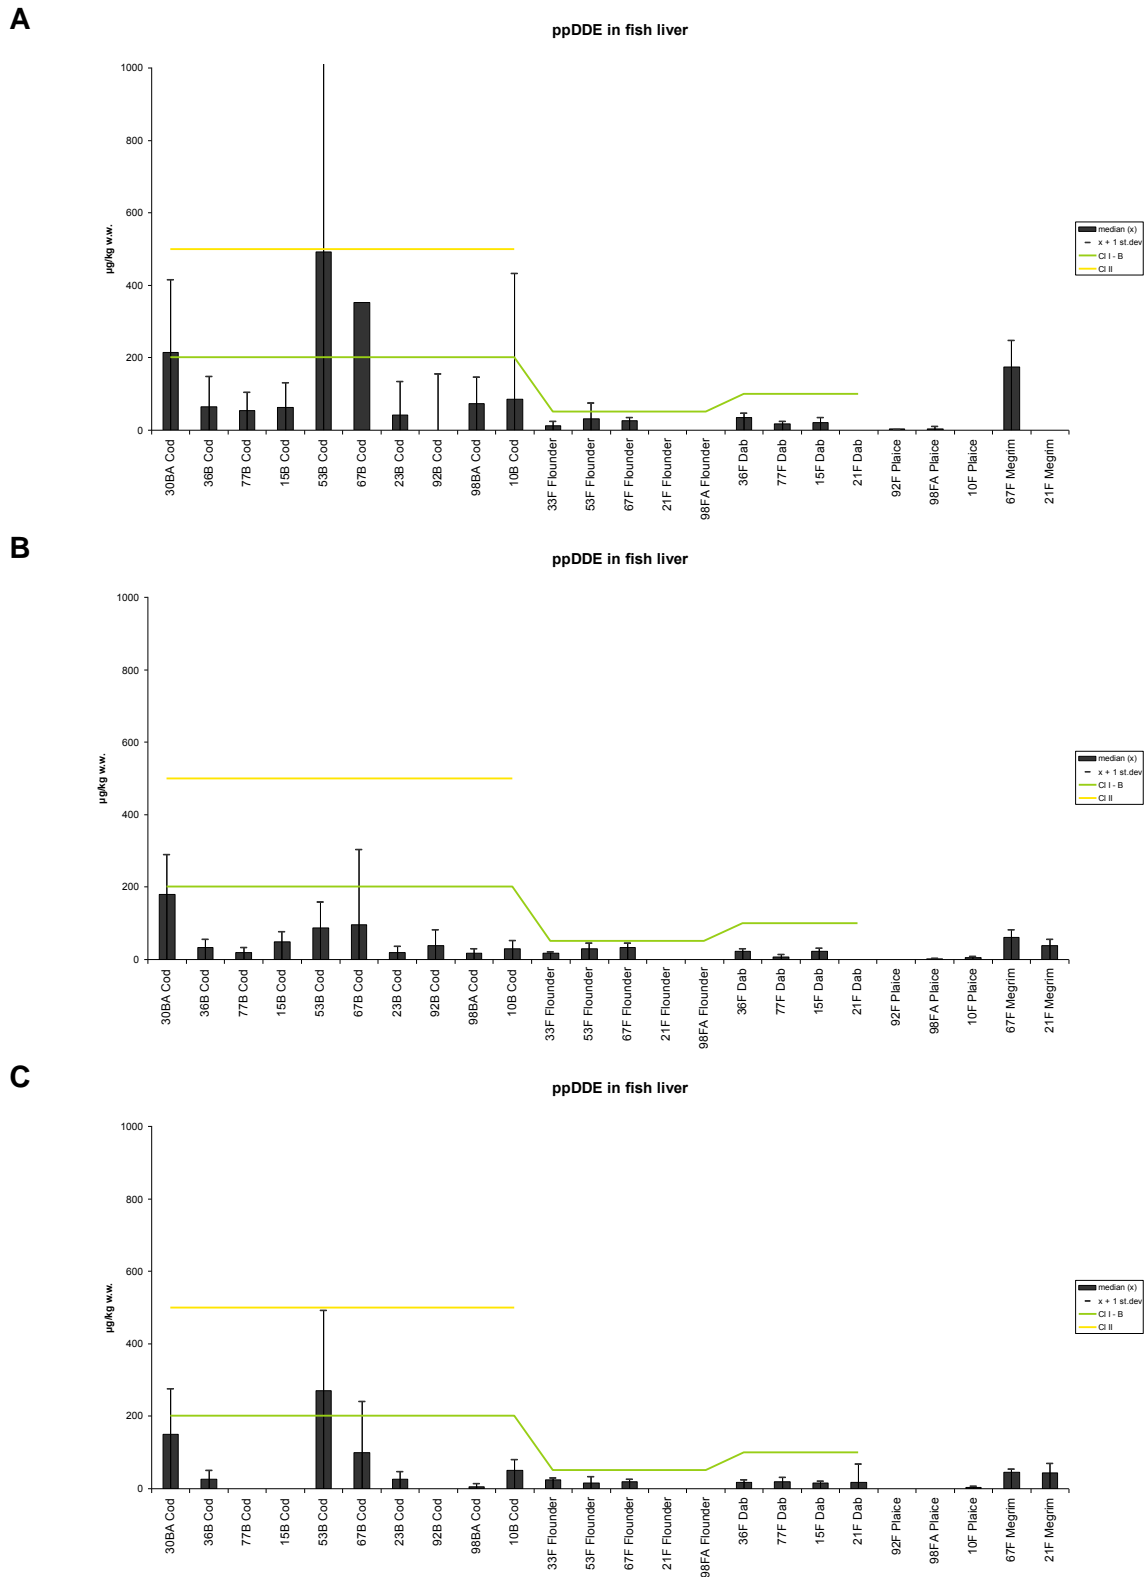 A
ppDDE in fish liver
1000
800
600
400
200
0
µg/kg w.w.
30BA Cod
36B Cod
77B Cod
15B Cod
53B Cod
67B Cod
23B Cod
92B Cod
98BA Cod
10B Cod
33F Flounder
53F Flounder
67F Flounder
21F Flounder
98FA Flounder
36F Dab
77F Dab
15F Dab
21F Dab
92F Plaice
98FA Plaice
10F Plaice
67F Megrim
21F Megrim
median (x)
x + 1 st.dev
Cl I - B
Cl II
B
ppDDE in fish liver
1000
800
600
400
200
0
µg/kg w.w.
30BA Cod
36B Cod
77B Cod
15B Cod
53B Cod
67B Cod
23B Cod
92B Cod
98BA Cod
10B Cod
33F Flounder
53F Flounder
67F Flounder
21F Flounder
98FA Flounder
36F Dab
77F Dab
15F Dab
21F Dab
92F Plaice
98FA Plaice
10F Plaice
67F Megrim
21F Megrim
median (x)
x + 1 st.dev
Cl I - B
Cl II
C
ppDDE in fish liver
1000
800
600
400
200
0
µg/kg w.w.
30BA Cod
36B Cod
77B Cod
15B Cod
53B Cod
67B Cod
23B Cod
92B Cod
98BA Cod
10B Cod
33F Flounder
53F Flounder
67F Flounder
21F Flounder
98FA Flounder
36F Dab
77F Dab
15F Dab
21F Dab
92F Plaice
98FA Plaice
10F Plaice
67F Megrim
21F Megrim
median (x)
x + 1 st.dev
Cl I - B
Cl II